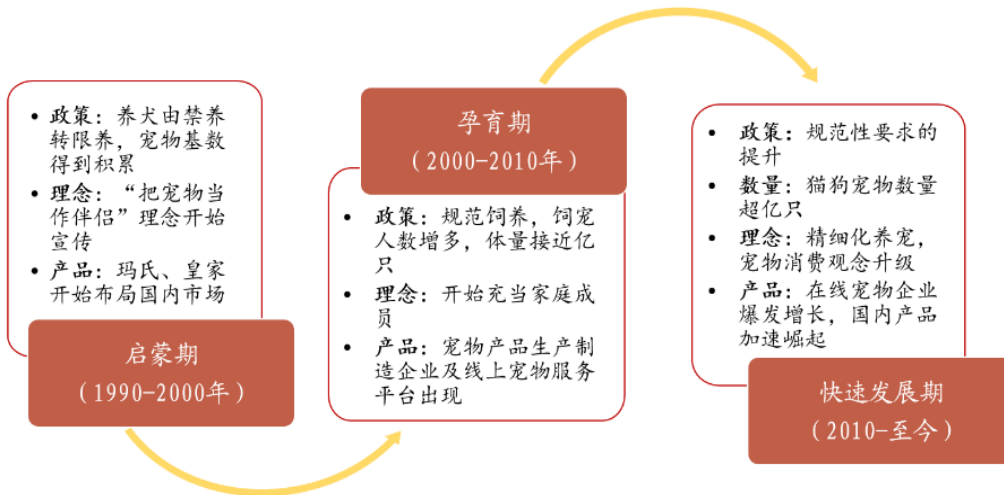 • 政策：养犬由禁养
转限养，宠物基数
得到积累
• 理念：“把宠物当
作伴侣”理念开始
宣传
• 产品：玛氏、皇家
开始布局国内市场
启蒙期
（1990-2000年）
孕育期
（2000-2010年）
• 政策：规范饲养，饲宠
人数增多，体量接近亿
只
• 理念：开始充当家庭成
员
• 产品：宠物产品生产制
造企业及线上宠物服务
平台出现
• 政策：规范性要求的
提升
• 数量：猫狗宠物数量
超亿只
• 理念：精细化养宠，
宠物消费观念升级
• 产品：在线宠物企业
爆发增长，国内产品
加速崛起
快速发展期
（2010-至今）